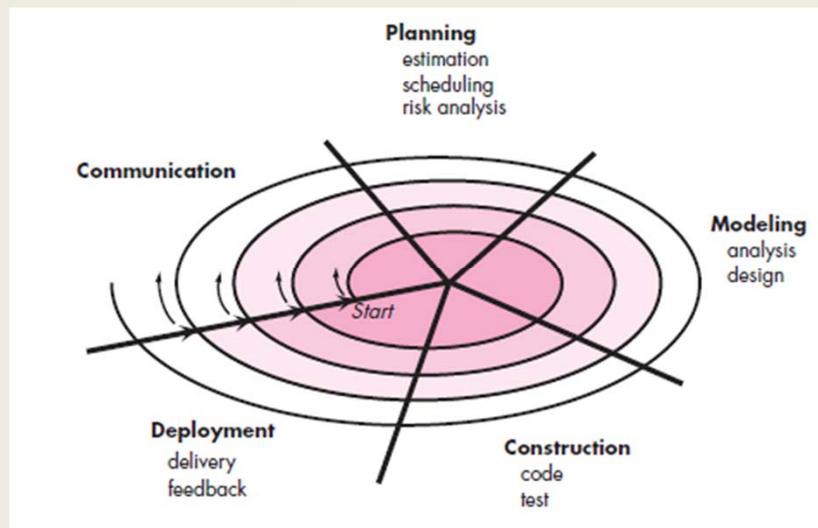 Planning
estimation
scheduling
risk analysis
Communication
Modeling
analysis
design
Start
Deployment
delivery
feedback
Construction
code
test